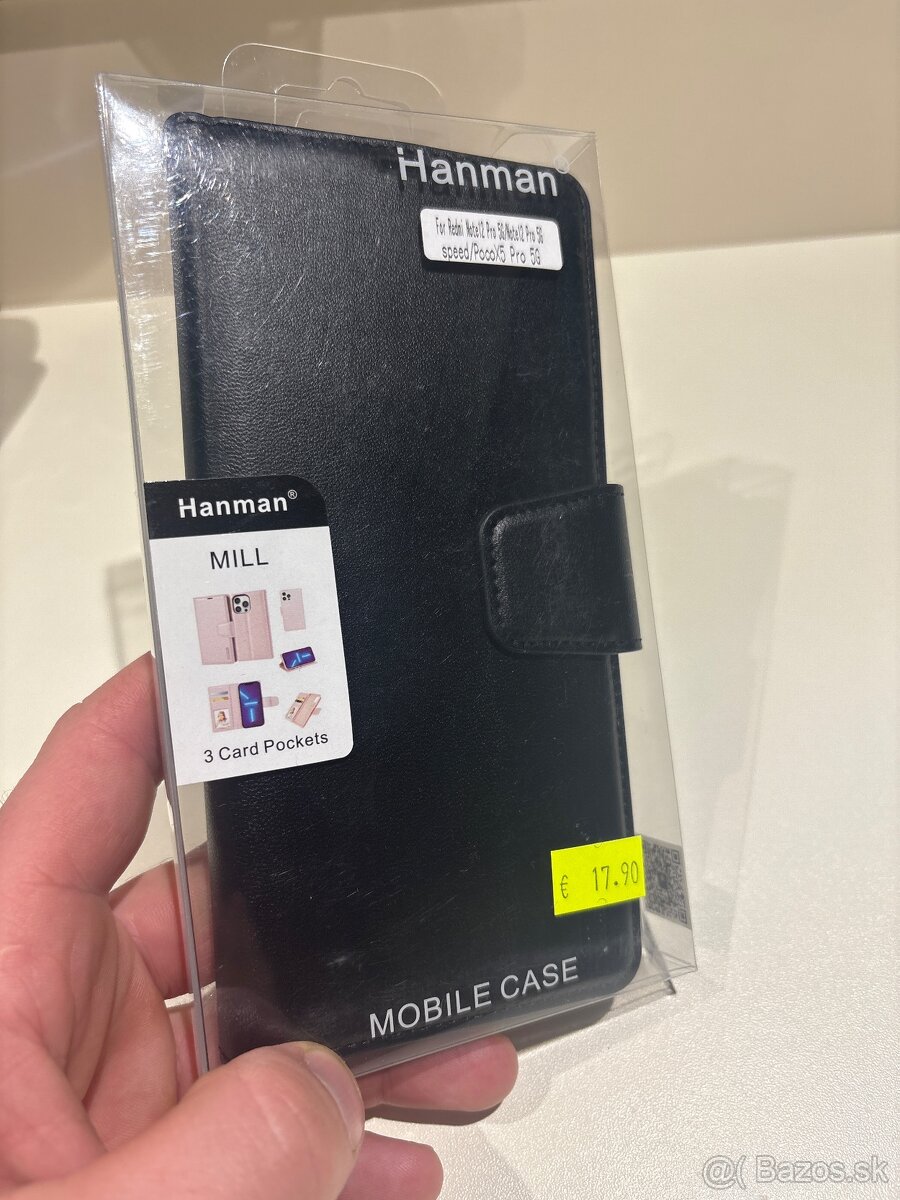 Hanman®
For Redmi Note12 Pro 5G/Note12 Pro 5G
speed/PocoX5 Pro 5G
Hanman®
MILL
3 Card Pockets
€ 17.90
MOBILE CASE
@( Bazos.sk